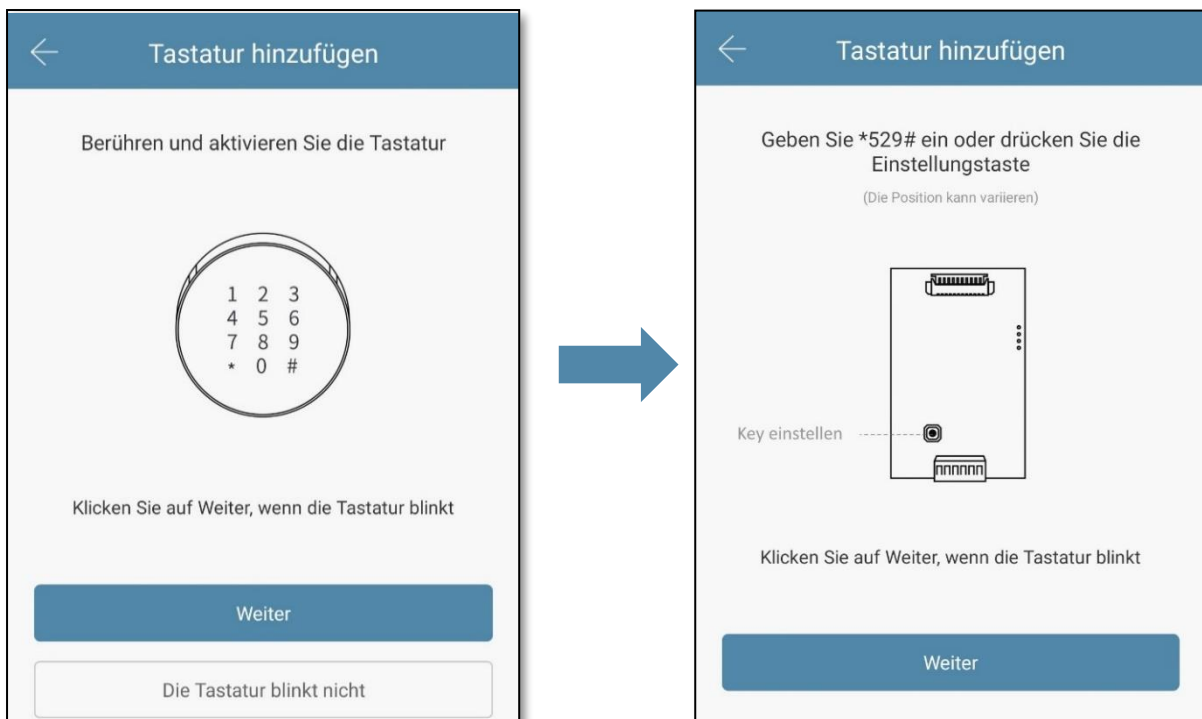 Tastatur hinzufügen
Berühren und aktivieren Sie die Tastatur
1 2 3
4 5 6
7 8 9
* 0 #
Klicken Sie auf Weiter, wenn die Tastatur blinkt
Weiter
Die Tastatur blinkt nicht
Tastatur hinzufügen
Geben Sie *529# ein oder drücken Sie die
Einstellungstaste
(Die Position kann variieren)
Key einstellen
Klicken Sie auf Weiter, wenn die Tastatur blinkt
Weiter